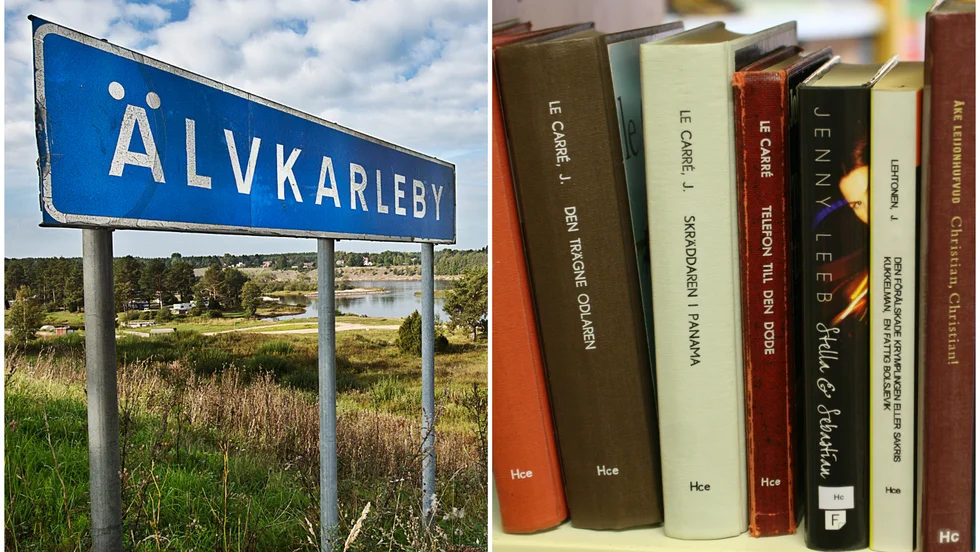 ÄLVKARLEBY
LE CARRÉ, J. DEN TRÄGNE ODLAREN
Hce
Hce
LE CARRÉ, J. SKRÄDDAREN I PANAMA
Hce
LE CARRÉ TELEFON TILL DEN DÖDE
Hce
JENNY LEEB Stella & Sebastian
Hc
F
LEHTONEN, J. DEN FÖRÄLSKADE KRYMPLINGEN ELLER SAKRIS
KUKKELMAN, EN FATTIG BOLSJEVIK
Hce
ÅKE LEIJONHUFVUD Christian, Christian!
Hc